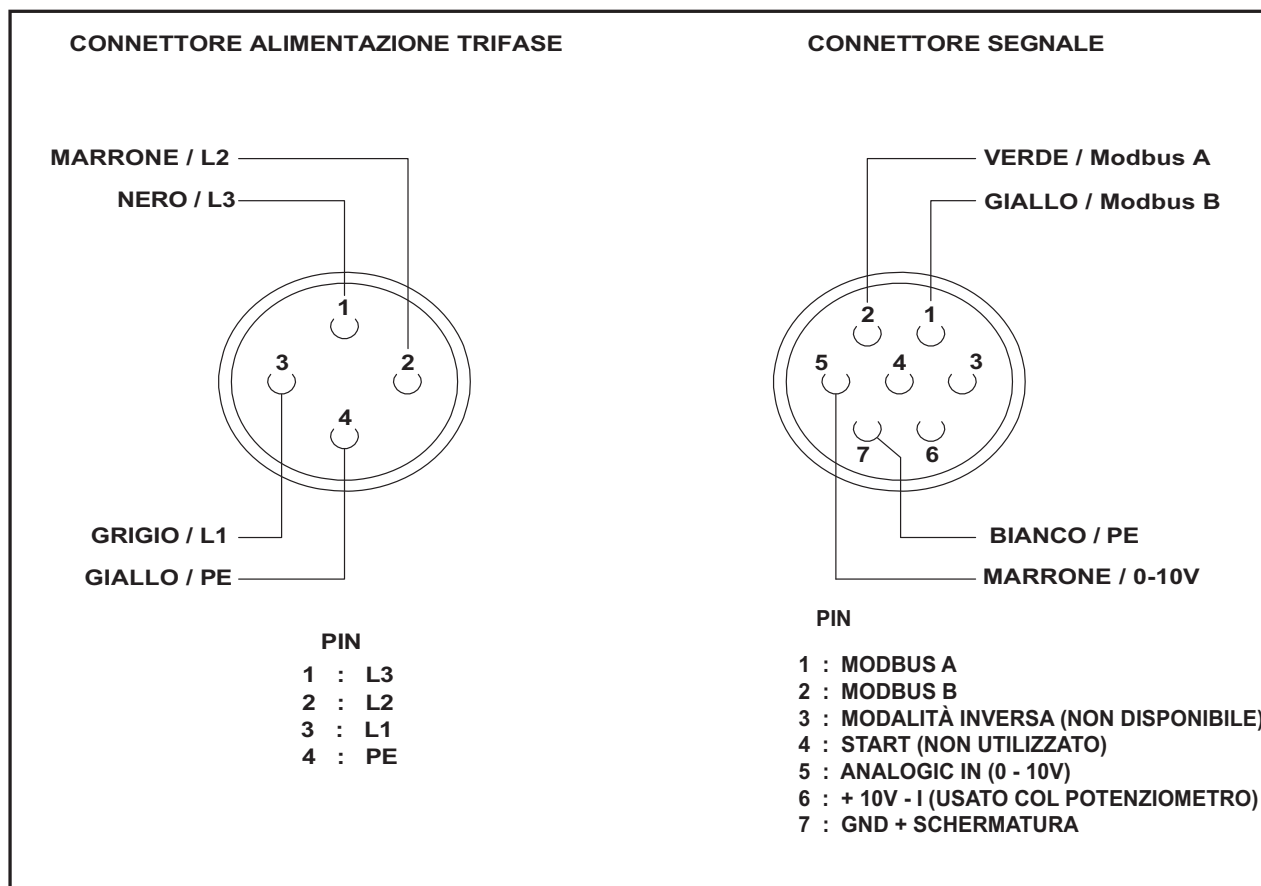 CONNETTORE ALIMENTAZIONE TRIFASE
MARRONE / L2
NERO / L3
1
3
2
4
GRIGIO / L1
GIALLO / PE
PIN
1 : L3
2 : L2
3 : L1
4 : PE
CONNETTORE SEGNALE
VERDE / Modbus A
GIALLO / Modbus B
2
1
5
4
3
7
6
BIANCO / PE
MARRONE / 0-10V
PIN
1 : MODBUS A
2 : MODBUS B
3 : MODALITÀ INVERSA (NON DISPONIBILE)
4 : START (NON UTILIZZATO)
5 : ANALOGIC IN (0 - 10V)
6 : + 10V - I (USATO COL POTENZIOMETRO)
7 : GND + SCHERMATURA